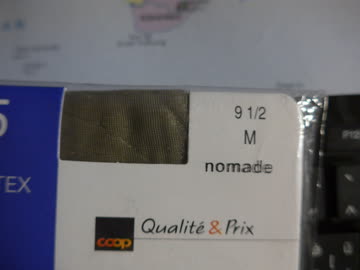 5
TEX
9 1/2
M
nomade
coop
Qualité & Prix